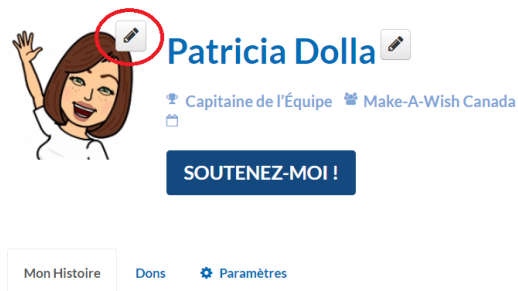 Patricia Dolla
Capitaine de l'Équipe Make-A-Wish Canada
SOUTENEZ-MOI !
Mon Histoire Dons Paramètres